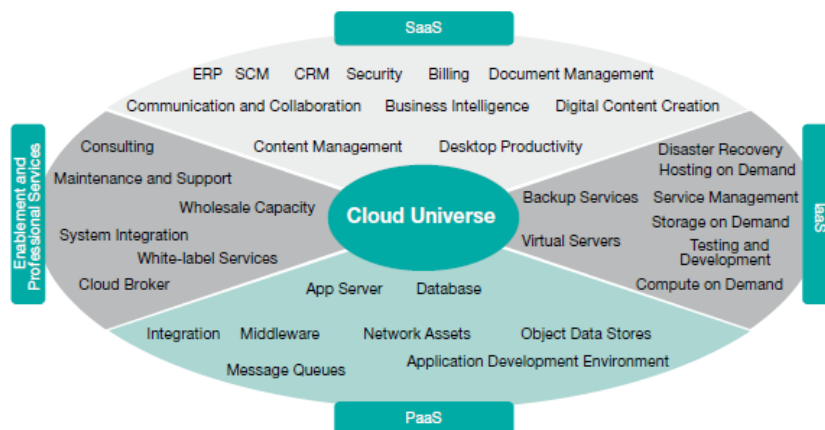 SaaS
ERP SCM CRM Security Billing Document Management
Communication and Collaboration Business Intelligence Digital Content Creation
Content Management Desktop Productivity
Enablement and
Professional Services
Consulting
Maintenance and Support
Wholesale Capacity
System Integration
White-label Services
Cloud Broker
Cloud Universe
Disaster Recovery
Hosting on Demand
Backup Services Service Management
Storage on Demand
Virtual Servers
Testing and
Development
Compute on Demand
IaaS
App Server Database
Integration Middleware Network Assets Object Data Stores
Message Queues Application Development Environment
PaaS